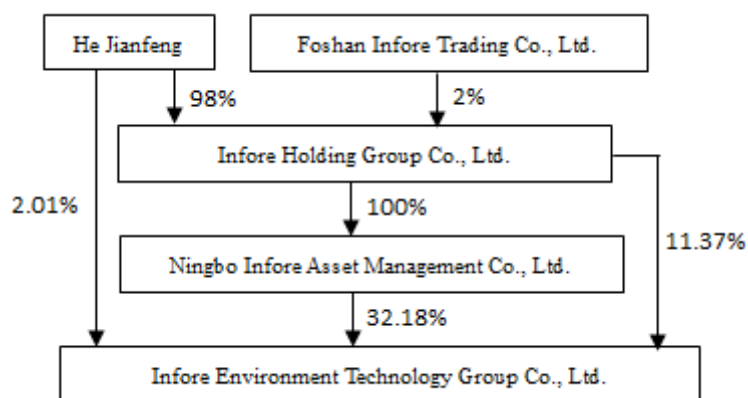 He Jianfeng
Foshan Infore Trading Co., Ltd.
98%
2%
Infore Holding Group Co., Ltd.
2.01%
100%
11.37%
Ningbo Infore Asset Management Co., Ltd.
32.18%
Infore Environment Technology Group Co., Ltd.